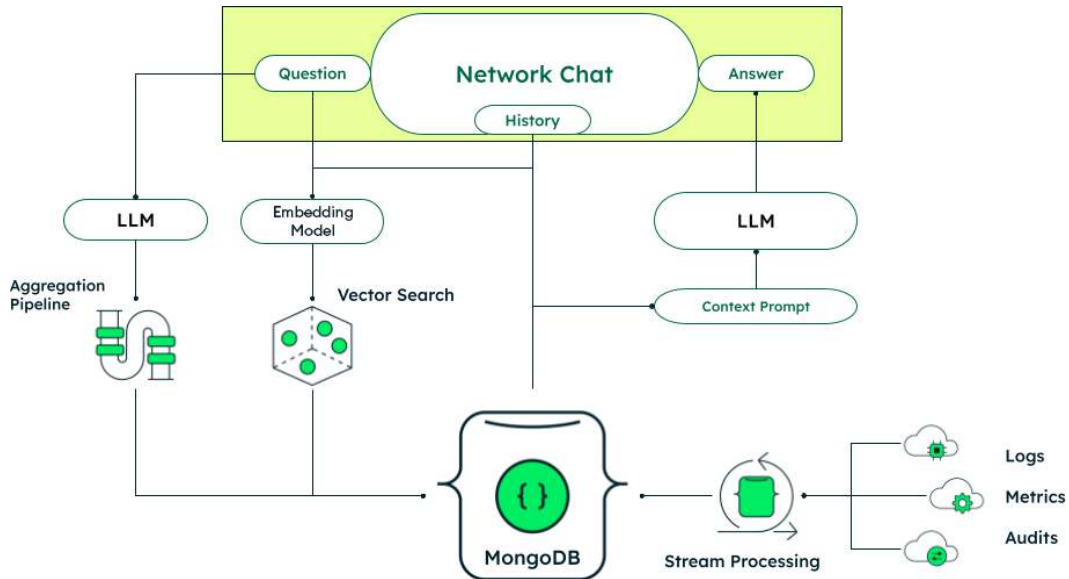 Question
Network Chat
Answer
History
LLM
Embedding
Model
LLM
Aggregation
Pipeline
Vector Search
Context Prompt
{ }
MongoDB
Stream Processing
Logs
Metrics
Audits